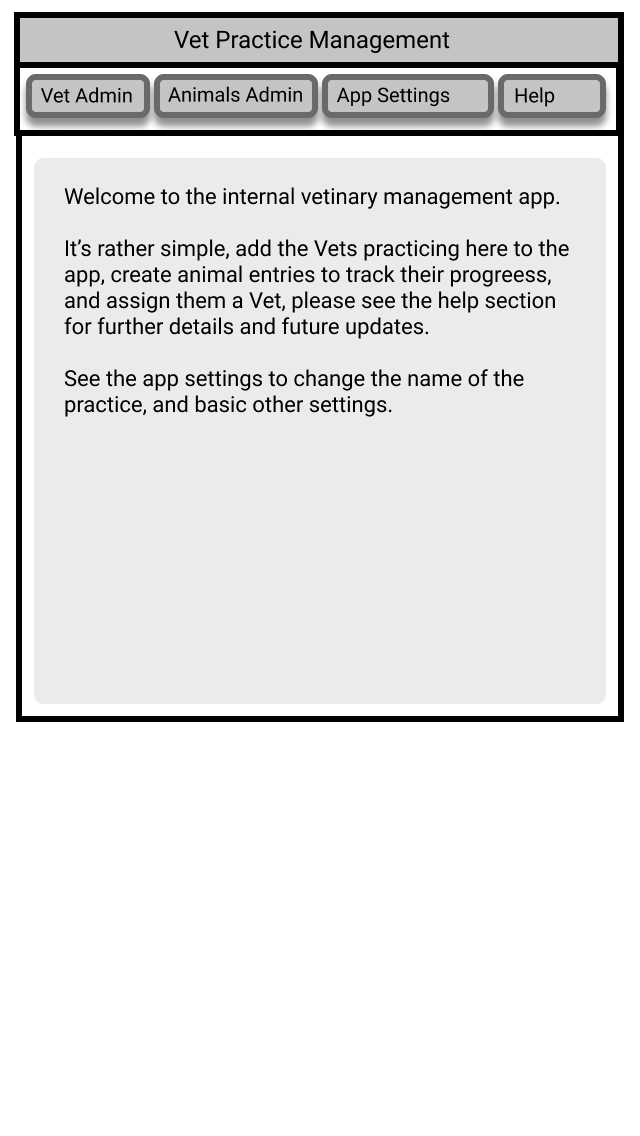 Vet Practice Management
Vet Admin
Animals Admin
App Settings
Help
Welcome to the internal vetinary management app.
It’s rather simple, add the Vets practicing here to the
app, create animal entries to track their progreess,
and assign them a Vet, please see the help section
for further details and future updates.
See the app settings to change the name of the
practice, and basic other settings.